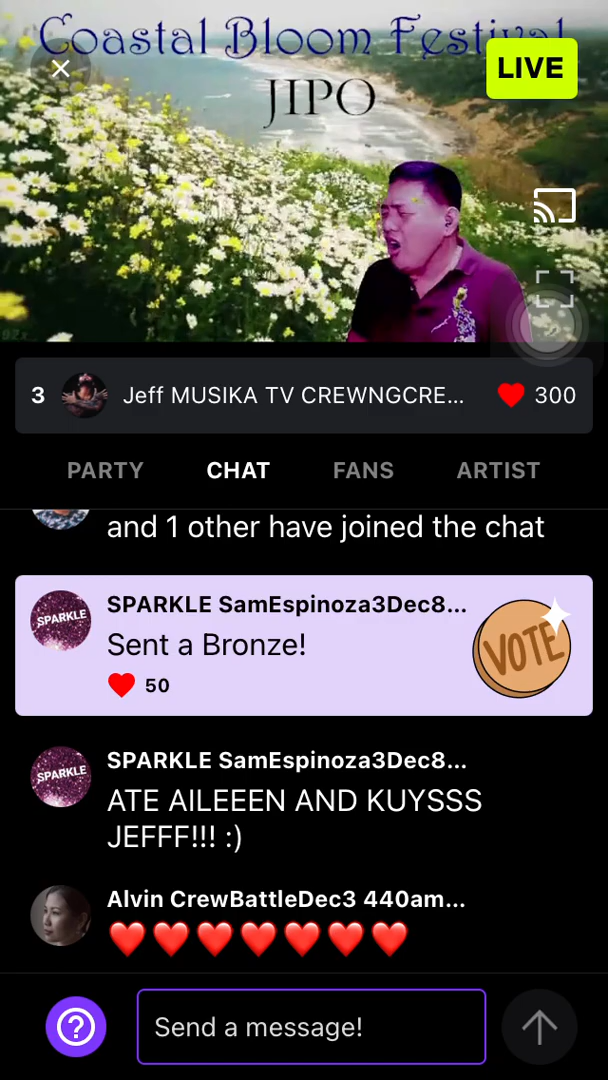 Coastal Bloom Festival
LIVE
JIPO
3 Jeff MUSIKA TV CREWNGCRE... 300
PARTY CHAT FANS ARTIST
and 1 other have joined the chat
SPARKLE
SPARKLE SamEspinoza3Dec8...
Sent a Bronze!
VOTE
50
SPARKLE
SPARKLE SamEspinoza3Dec8...
ATE AILEEEN AND KUYSSS
JEFFF!!! :)
Alvin CrewBattleDec3 440am...
❤️❤️❤️❤️❤️❤️❤️
Send a message!